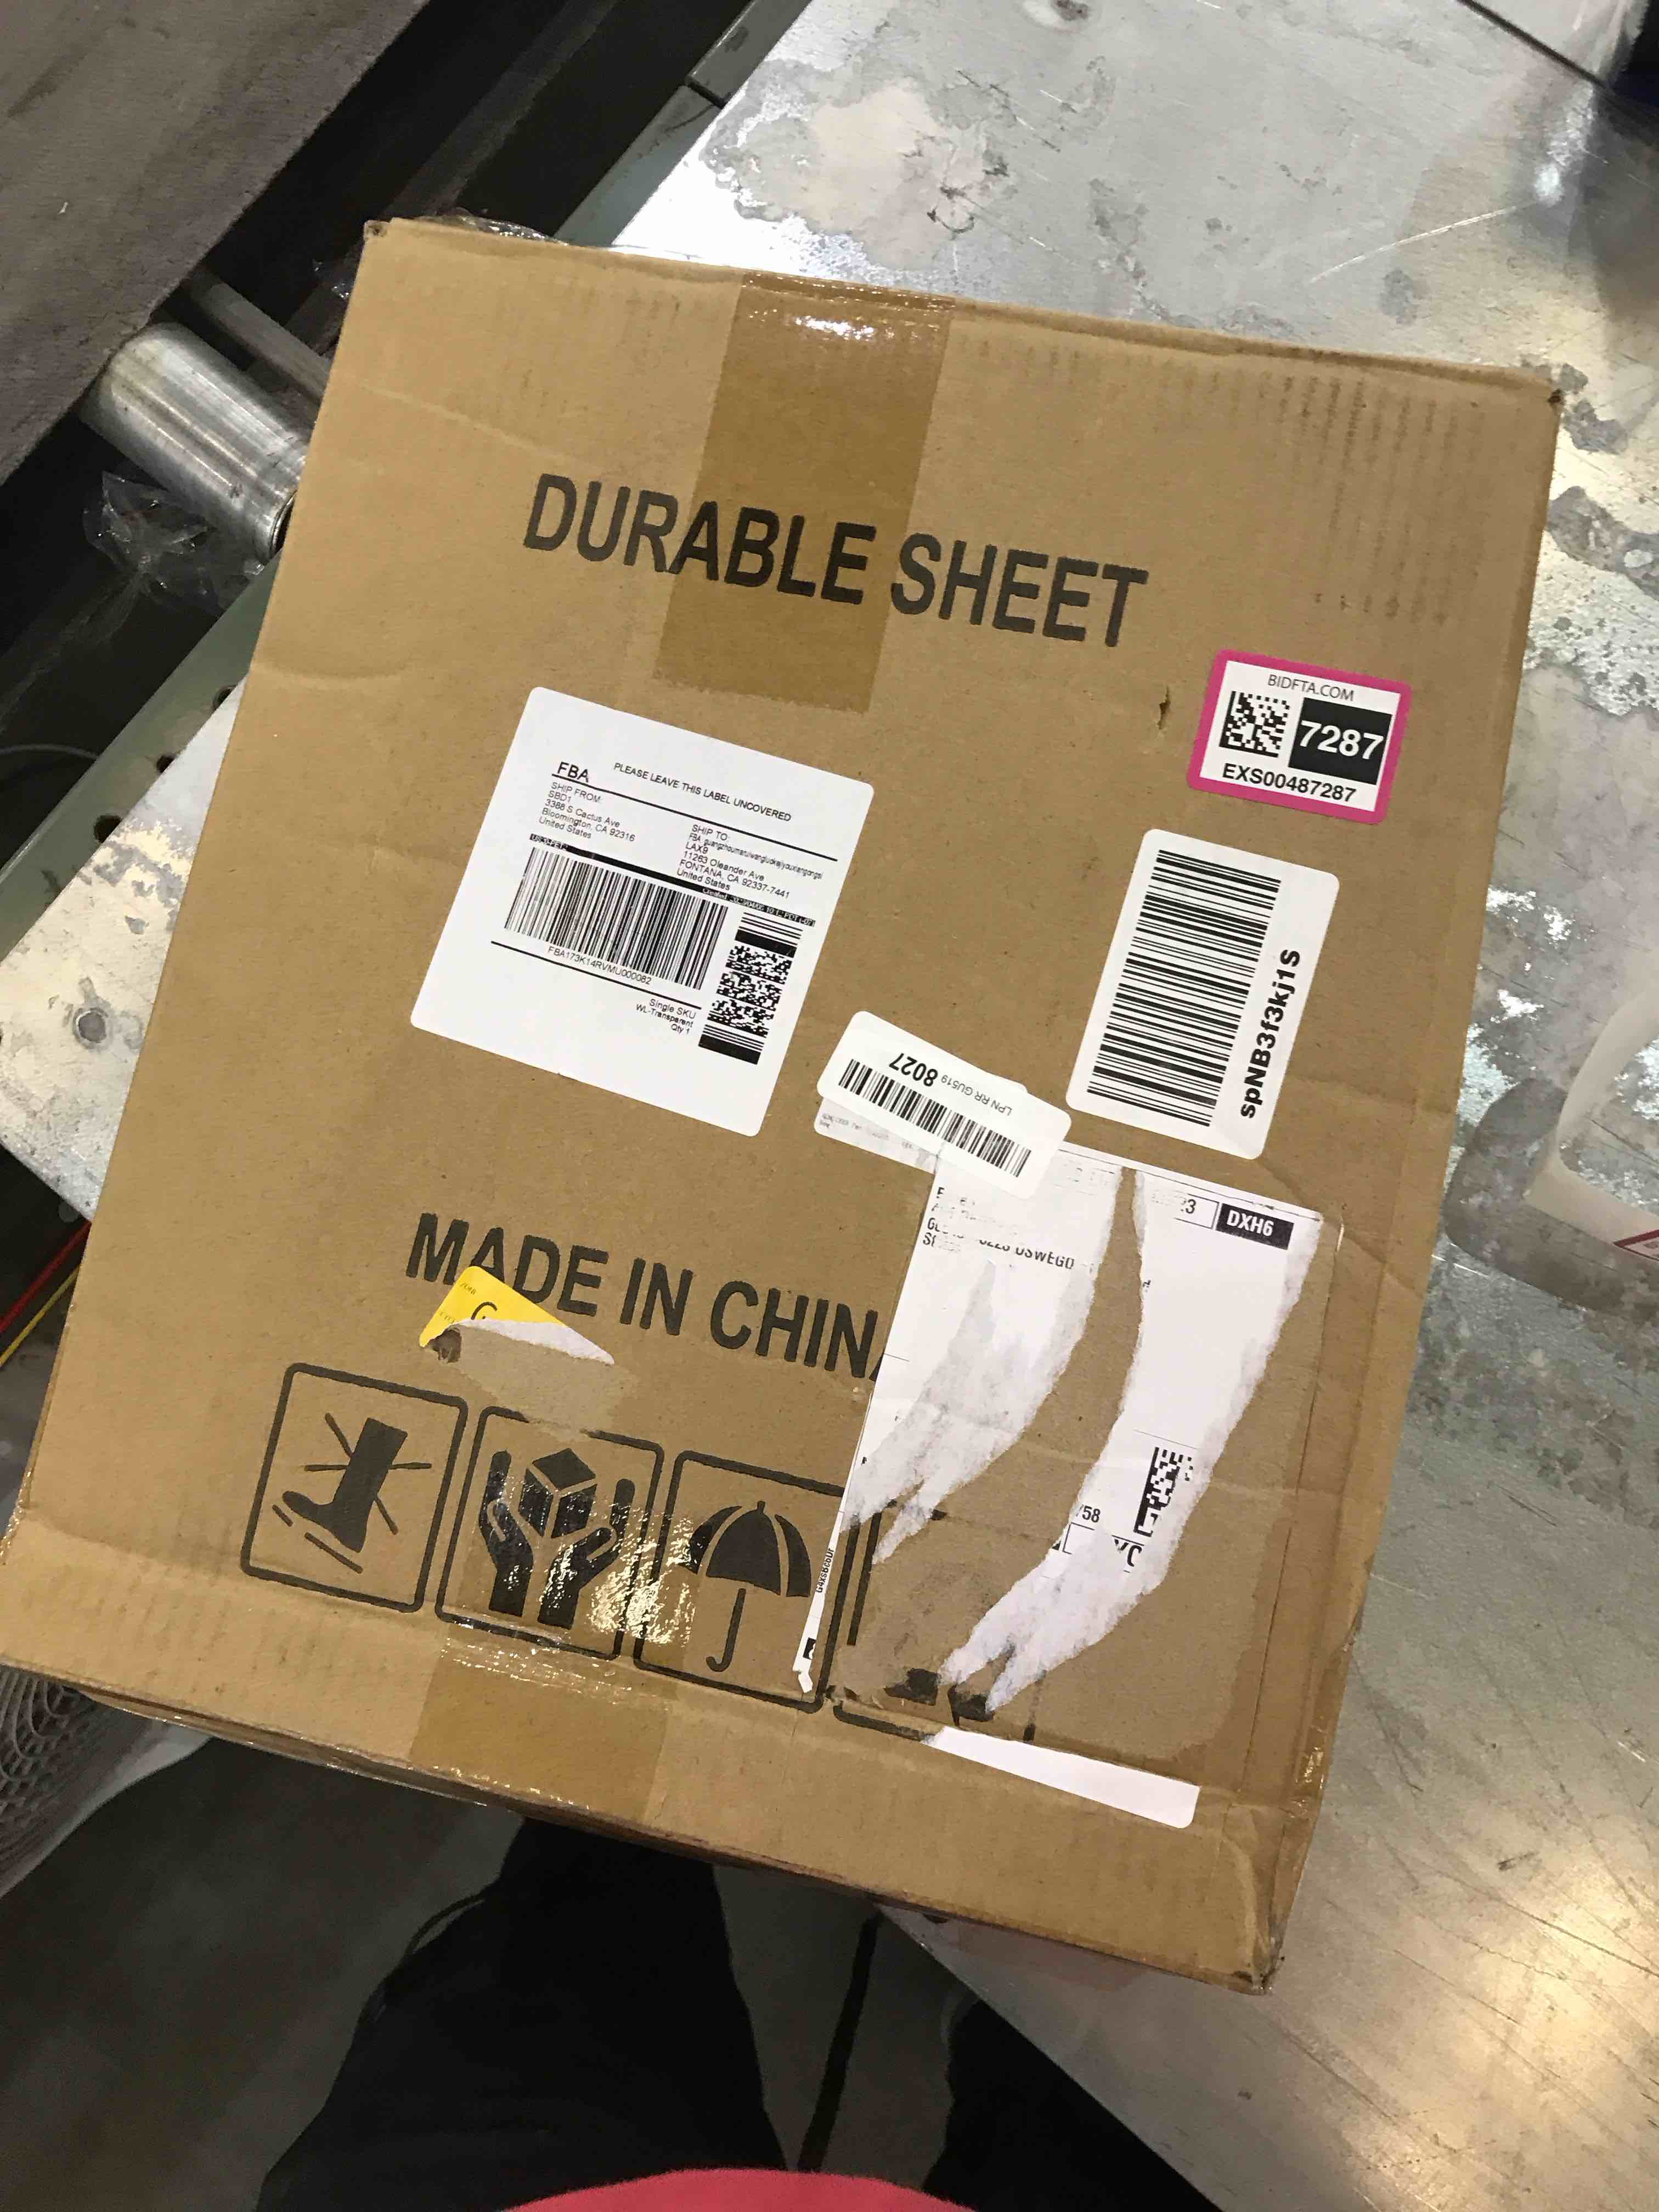 DURABLE SHEET
BIDFTA.COM
7287
EXS00487287
FBA
PLEASE LEAVE THIS LABEL UNCOVERED
SHIP FROM:
SBD1
3388 S Cactus Ave
Bloomington, CA 92316
United States
SHIP TO:
LAX9
11263 Oleander Ave
FONTANA, CA 92337-7441
United States
FBA173K14RVMU000082
Single SKU
WL-Transparent
Qty 1
spNB3f3kj1S
LPN RR GU519 8027
DXH6
OSWEGO
MADE IN CHIN
/58